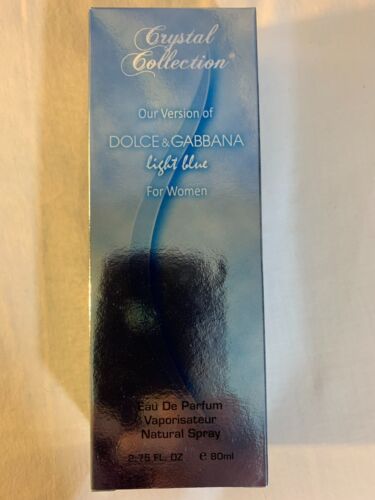 Crystal
Collection®
Our Version of
DOLCE & GABBANA
light blue
For Women
Eau De Parfum
Vaporisateur
Natural Spray
2.75 FL. OZ ℮ 80ml